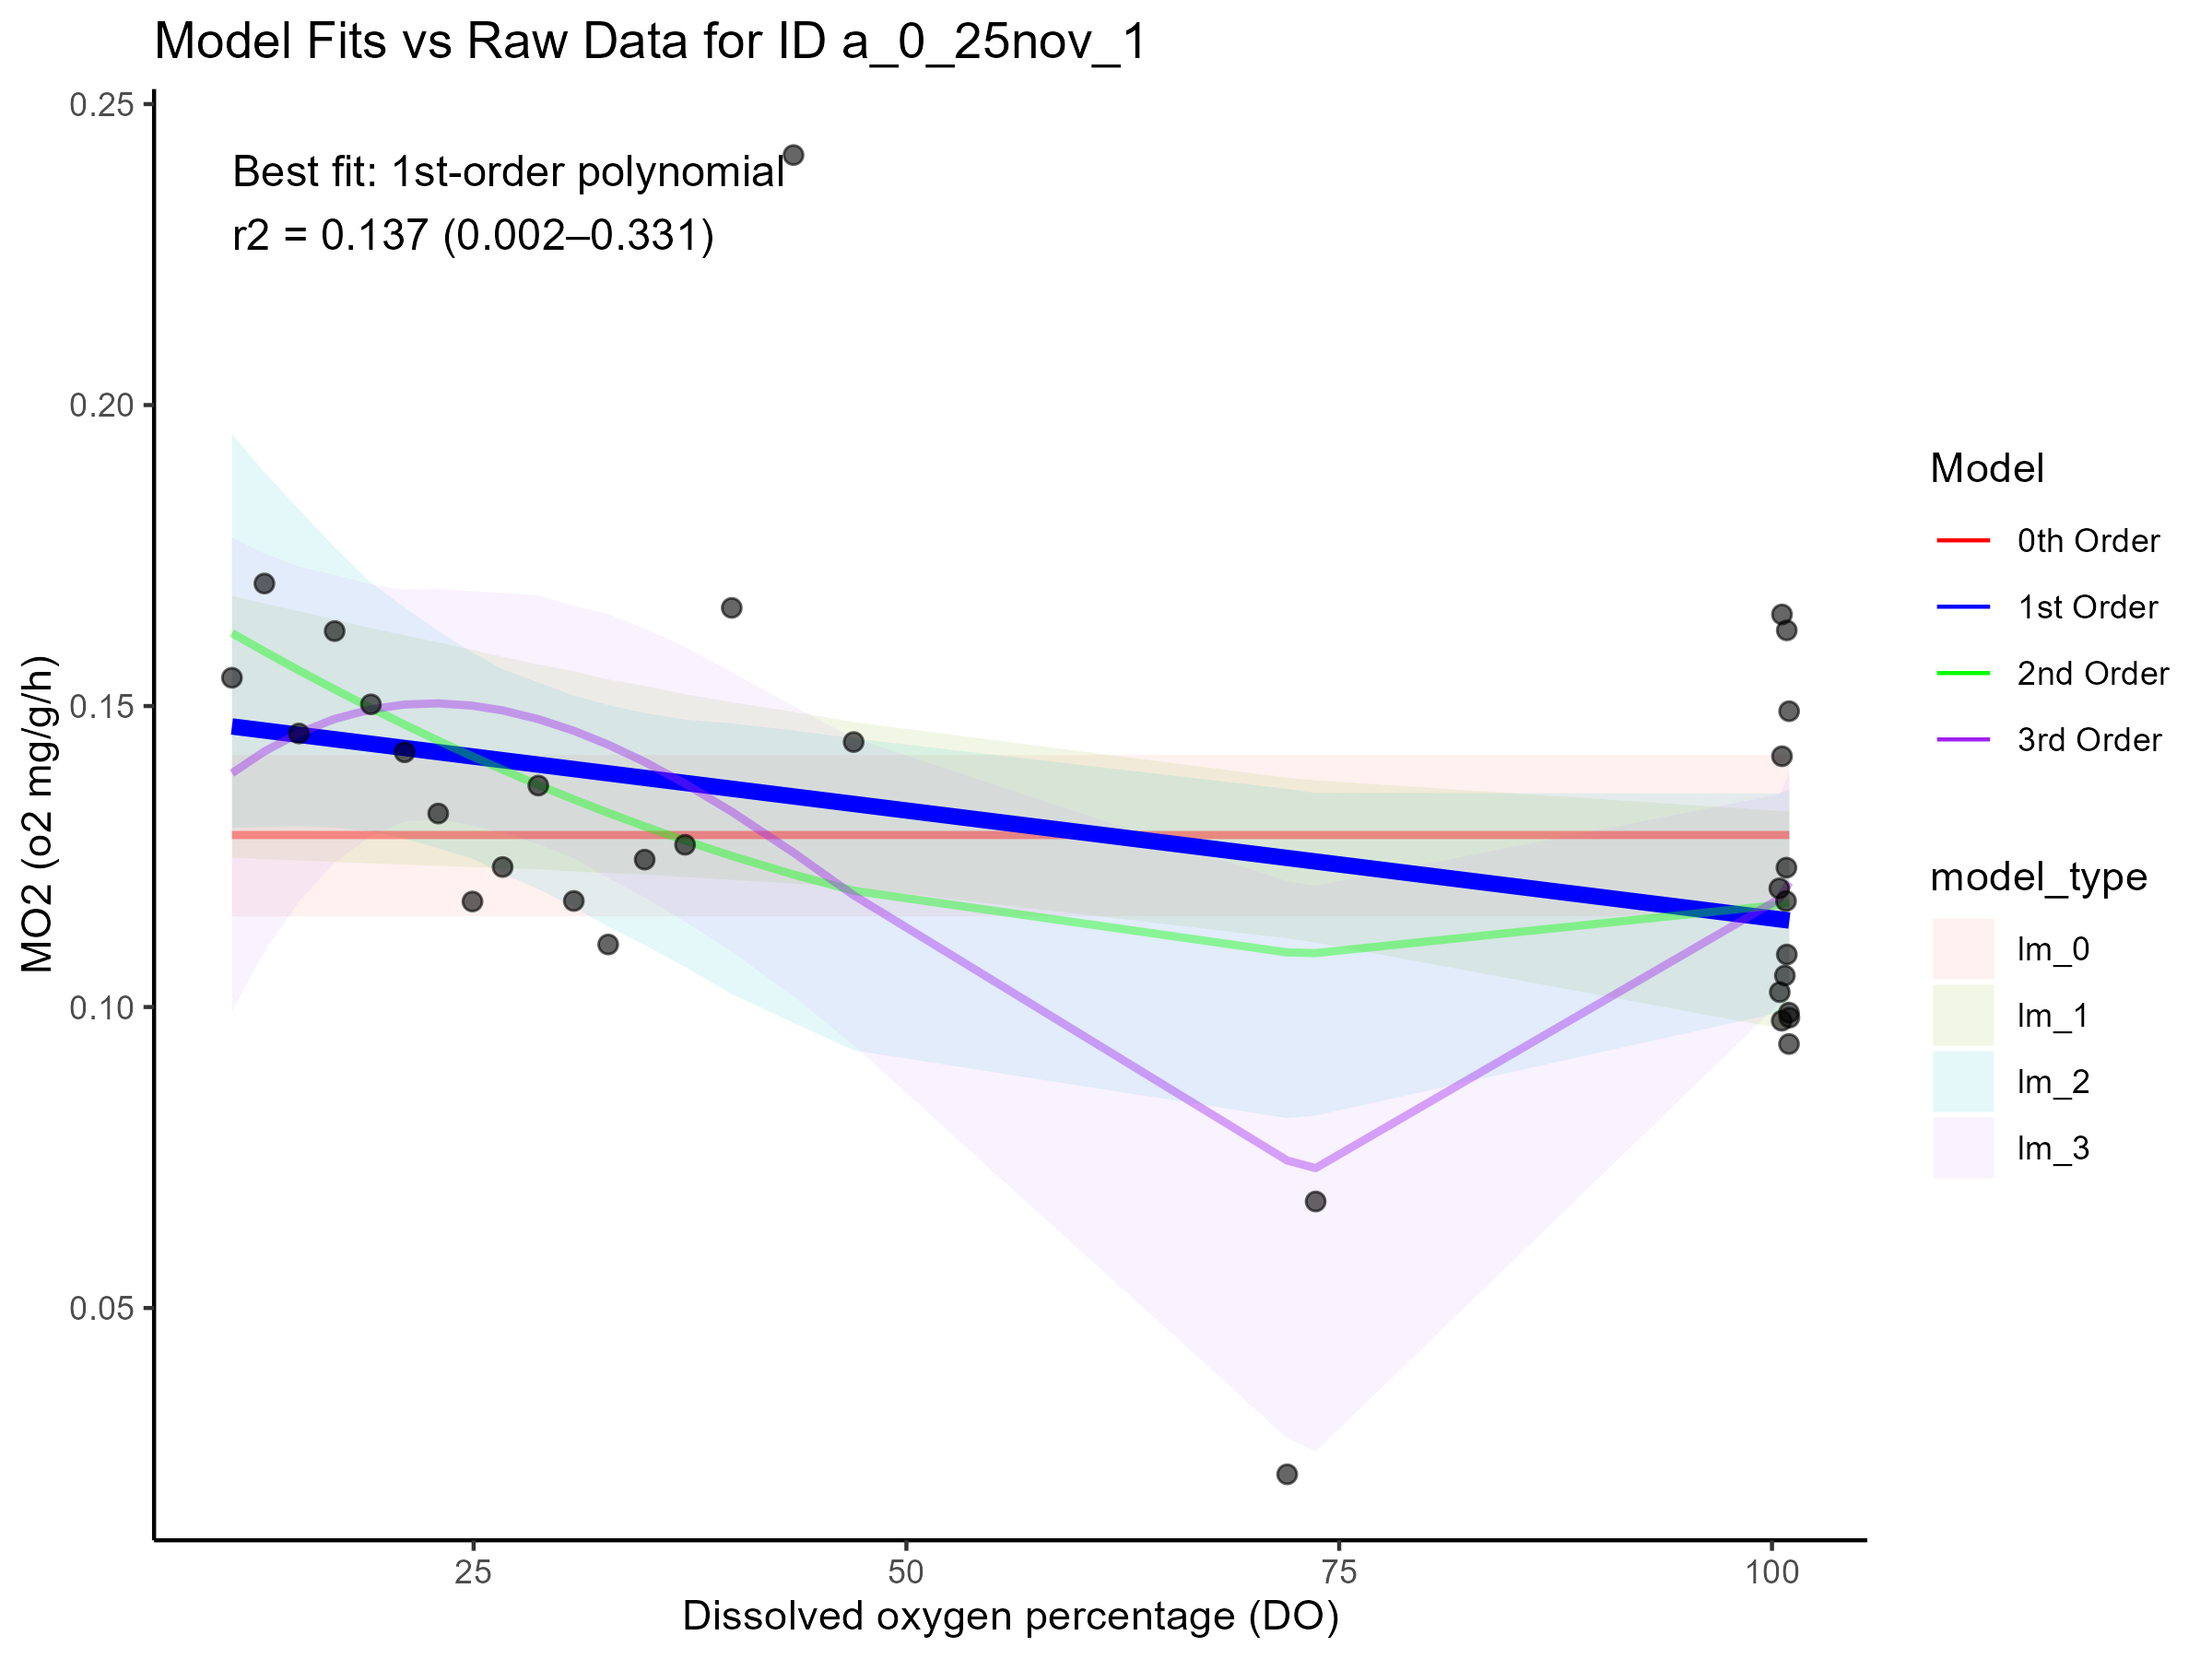 Model Fits vs Raw Data for ID a_0_25nov_1
Best fit: 1st-order polynomial
r2 = 0.137 (0.002–0.331)
MO2 (o2 mg/g/h)
0.25
0.20
0.15
0.10
0.05
25
50
75
100
Dissolved oxygen percentage (DO)
Model
0th Order
1st Order
2nd Order
3rd Order
model_type
lm_0
lm_1
lm_2
lm_3